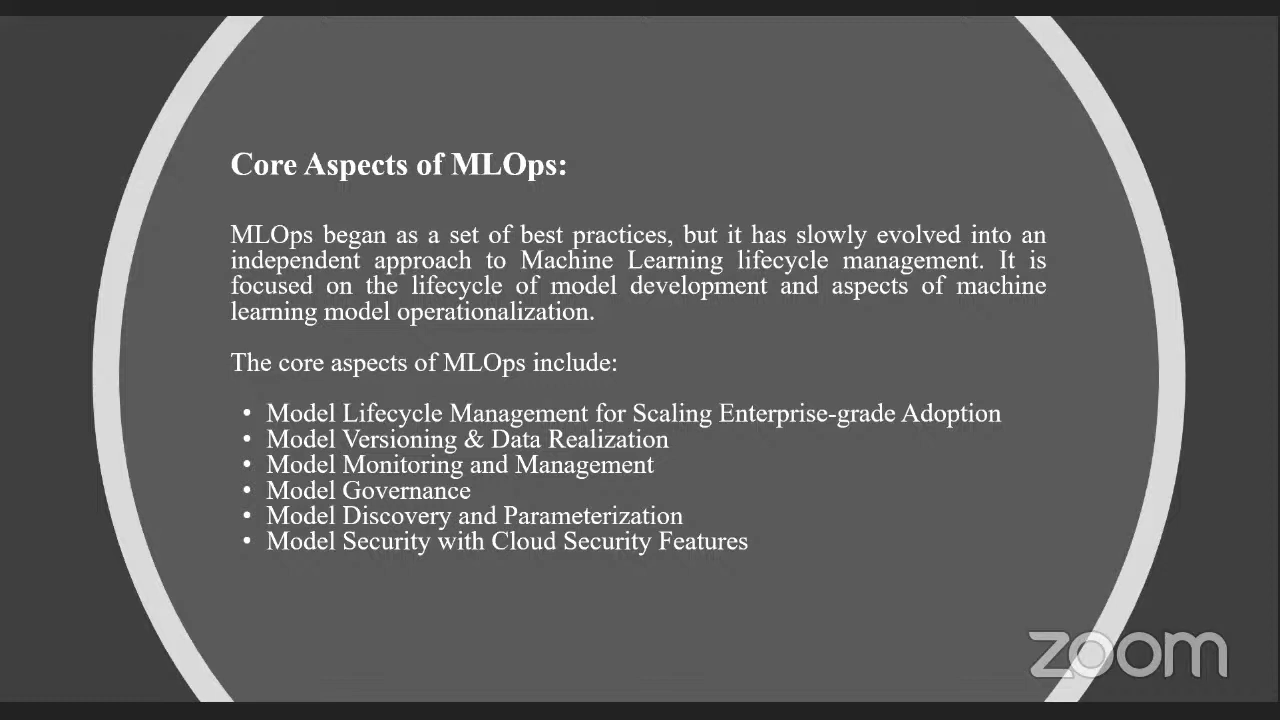 Core Aspects of MLOps:
MLOps began as a set of best practices, but it has slowly evolved into an
independent approach to Machine Learning lifecycle management. It is
focused on the lifecycle of model development and aspects of machine
learning model operationalization.
The core aspects of MLOps include:
• Model Lifecycle Management for Scaling Enterprise-grade Adoption
• Model Versioning & Data Realization
• Model Monitoring and Management
• Model Governance
• Model Discovery and Parameterization
• Model Security with Cloud Security Features
zoom